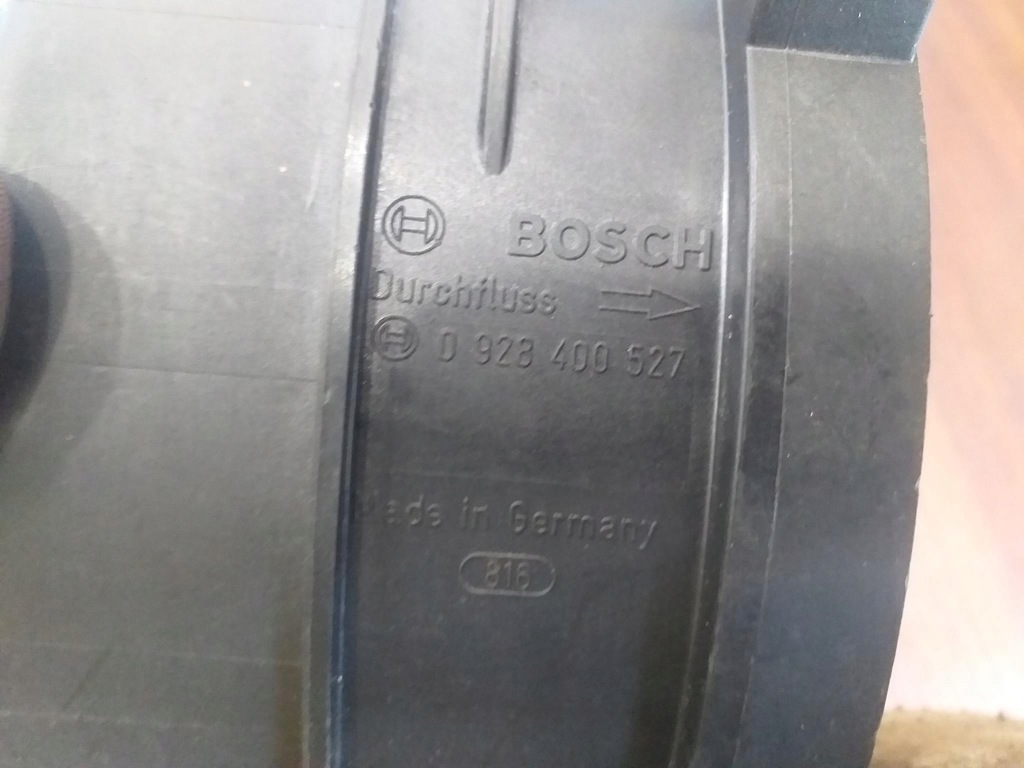 BOSCH
Durchfluss
0 928 400 527
Made in Germany
816